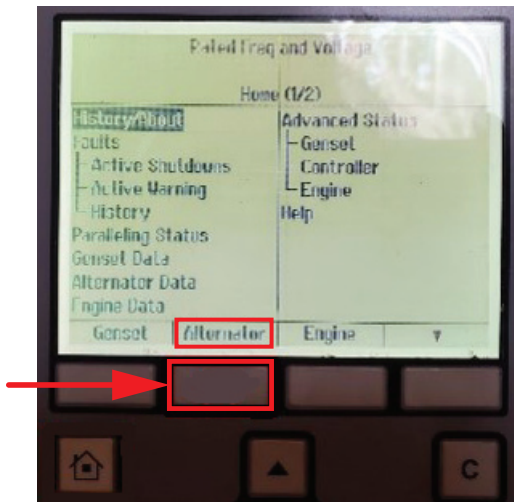 Rated Freq and Voltage
Home (1/2)
History/About
Faults
Active Shutdowns
Active Warning
History
Paralleling Status
Genset Data
Alternator Data
Engine Data
Advanced Status
Genset
Controller
Engine
Help
Genset
Alternator
Engine
▼
C